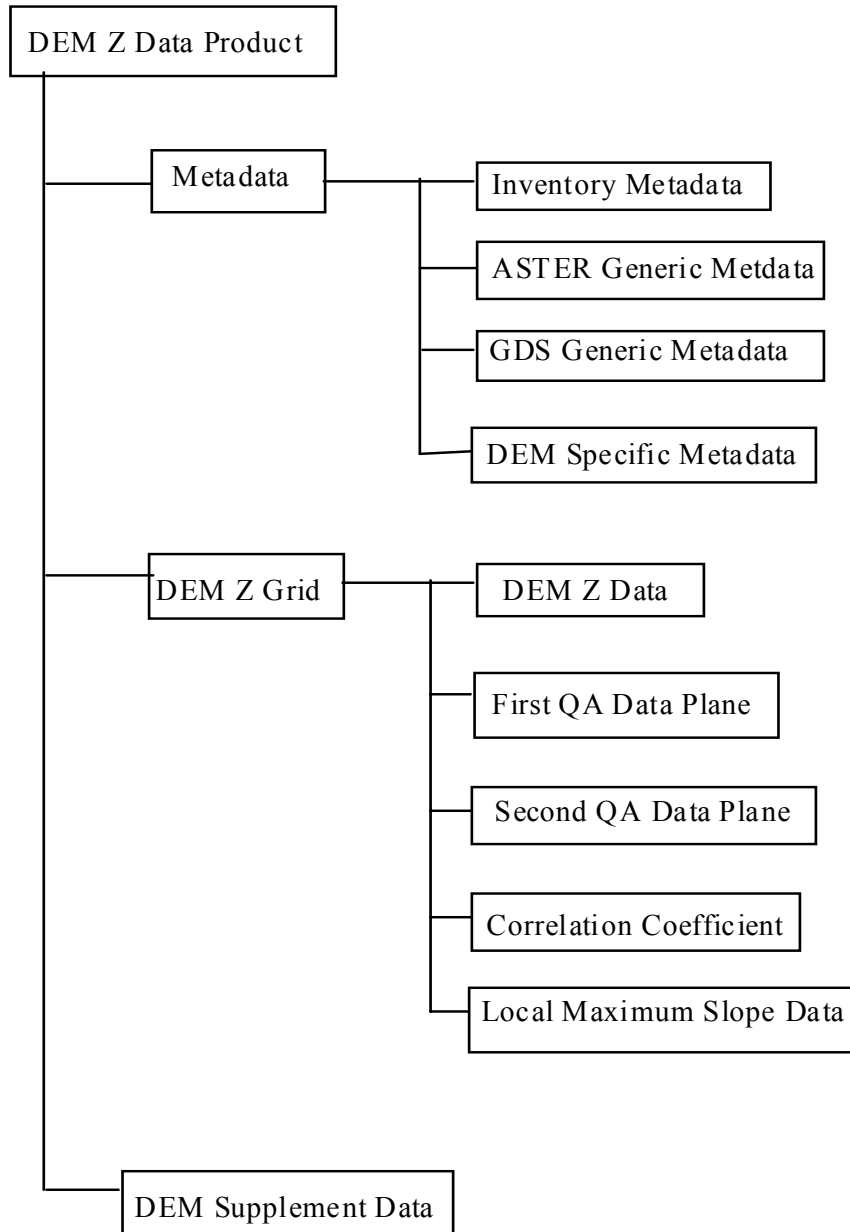 DEM Z Data Product
Metadata
Inventory Metadata
ASTER Generic Metdata
GDS Generic Metadata
DEM Specific Metadata
DEM Z Grid
DEM Z Data
First QA Data Plane
Second QA Data Plane
Correlation Coefficient
Local Maximum Slope Data
DEM Supplement Data